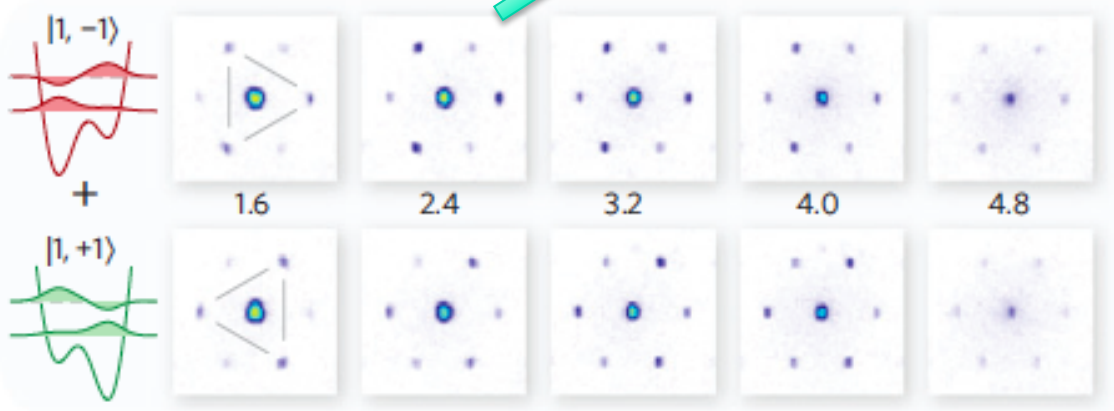 |1, −1⟩
+
1.6 2.4 3.2 4.0 4.8
|1, +1⟩